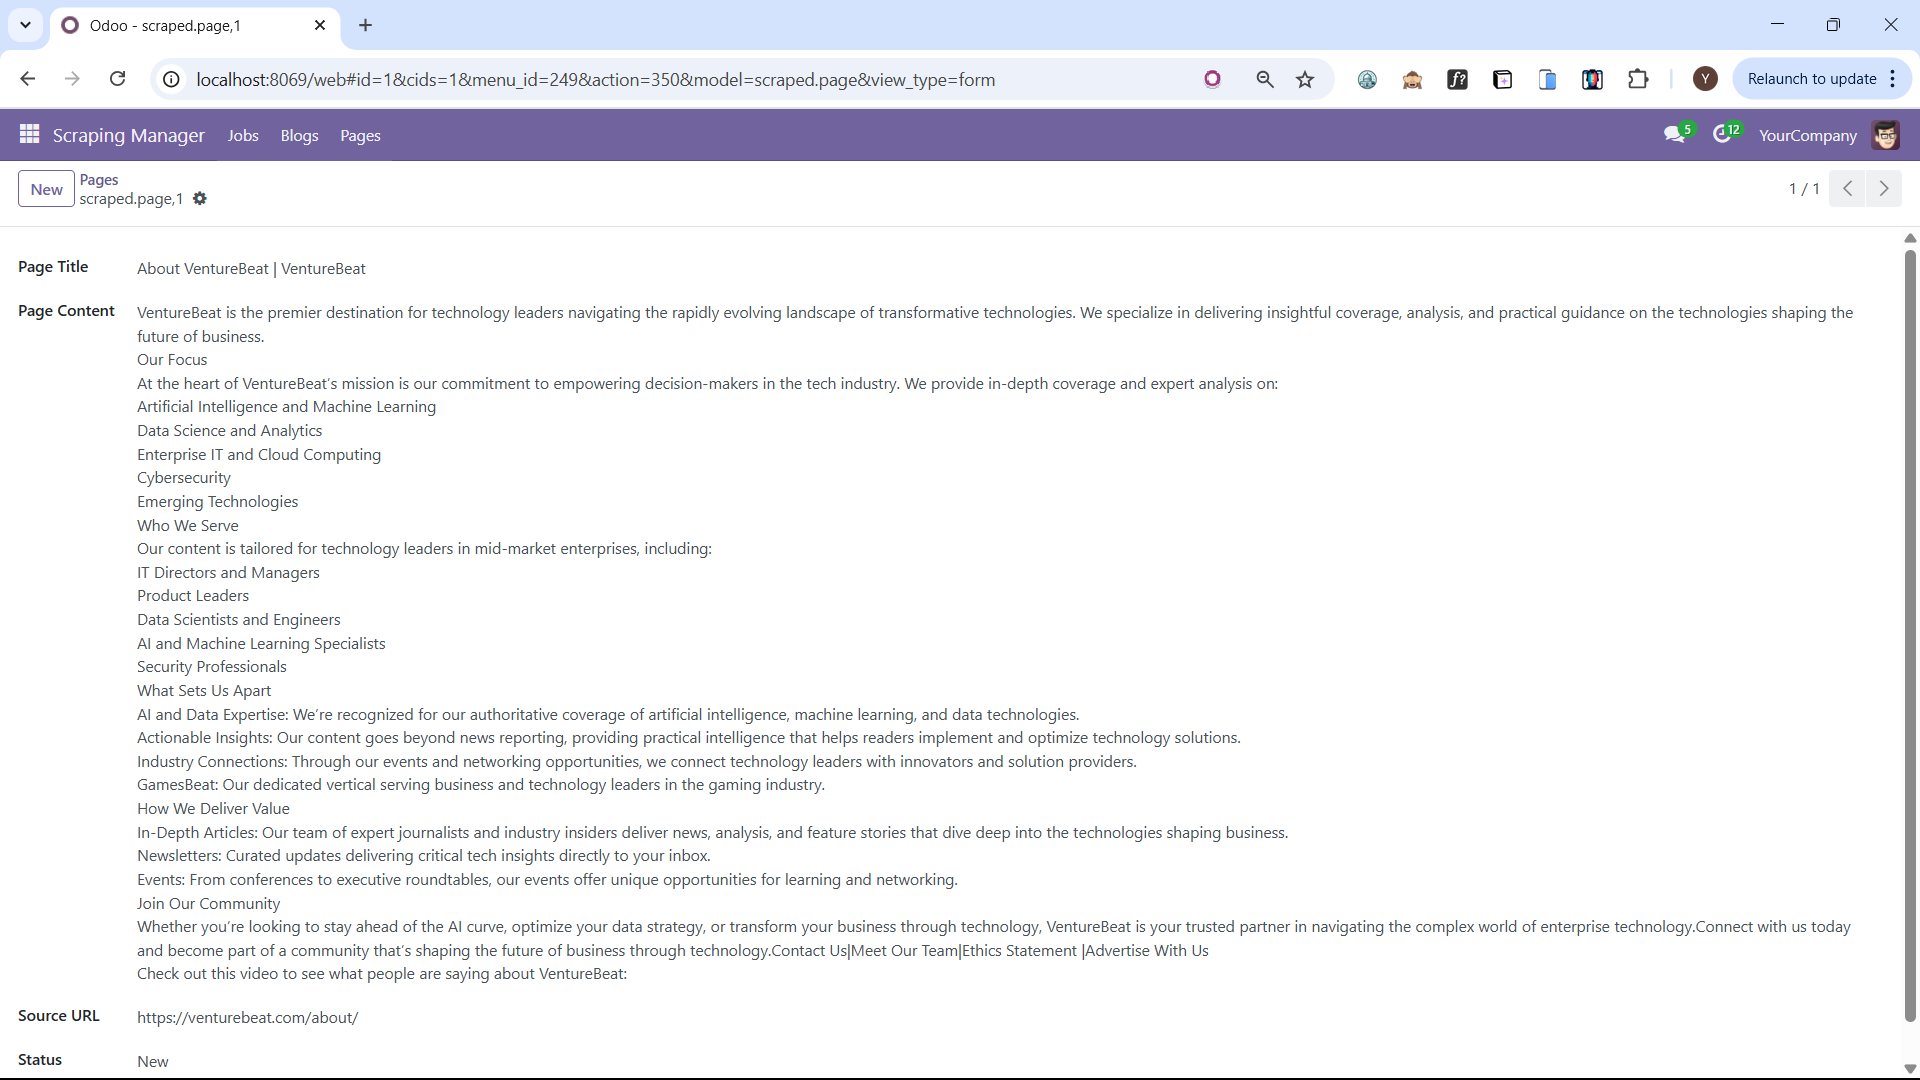 Odoo - scraped.page,1
localhost:8069/web#id=1&cids=1&menu_id=249&action=350&model=scraped.page&view_type=form
f?
Y
Relaunch to update
Scraping Manager Jobs Blogs Pages
5
12
YourCompany
New
Pages
scraped.page,1
1 / 1
Page Title
About VentureBeat | VentureBeat
Page Content
VentureBeat is the premier destination for technology leaders navigating the rapidly evolving landscape of transformative technologies. We specialize in delivering insightful coverage, analysis, and practical guidance on the technologies shaping the
future of business.
Our Focus
At the heart of VentureBeat’s mission is our commitment to empowering decision-makers in the tech industry. We provide in-depth coverage and expert analysis on:
Artificial Intelligence and Machine Learning
Data Science and Analytics
Enterprise IT and Cloud Computing
Cybersecurity
Emerging Technologies
Who We Serve
Our content is tailored for technology leaders in mid-market enterprises, including:
IT Directors and Managers
Product Leaders
Data Scientists and Engineers
AI and Machine Learning Specialists
Security Professionals
What Sets Us Apart
AI and Data Expertise: We’re recognized for our authoritative coverage of artificial intelligence, machine learning, and data technologies.
Actionable Insights: Our content goes beyond news reporting, providing practical intelligence that helps readers implement and optimize technology solutions.
Industry Connections: Through our events and networking opportunities, we connect technology leaders with innovators and solution providers.
GamesBeat: Our dedicated vertical serving business and technology leaders in the gaming industry.
How We Deliver Value
In-Depth Articles: Our team of expert journalists and industry insiders deliver news, analysis, and feature stories that dive deep into the technologies shaping business.
Newsletters: Curated updates delivering critical tech insights directly to your inbox.
Events: From conferences to executive roundtables, our events offer unique opportunities for learning and networking.
Join Our Community
Whether you’re looking to stay ahead of the AI curve, optimize your data strategy, or transform your business through technology, VentureBeat is your trusted partner in navigating the complex world of enterprise technology.Connect with us today
and become part of a community that’s shaping the future of business through technology.Contact Us|Meet Our Team|Ethics Statement |Advertise With Us
Check out this video to see what people are saying about VentureBeat:
Source URL
https://venturebeat.com/about/
Status
New